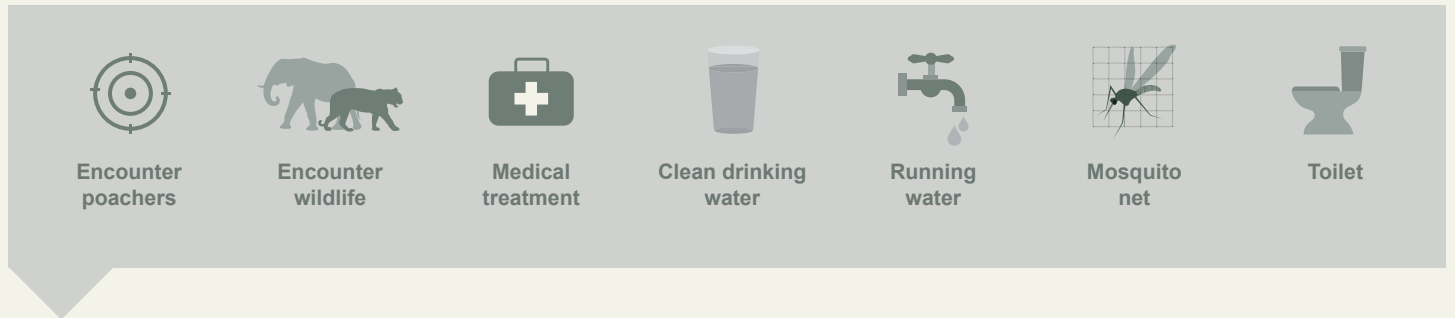 Encounter
poachers
Encounter
wildlife
Medical
treatment
Clean drinking
water
Running
water
Mosquito
net
Toilet